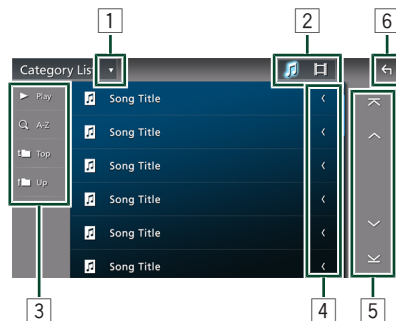 1
2
6
Category List
Play
A-Z
Top
Up
Song Title
Song Title
Song Title
Song Title
Song Title
Song Title
3
4
5